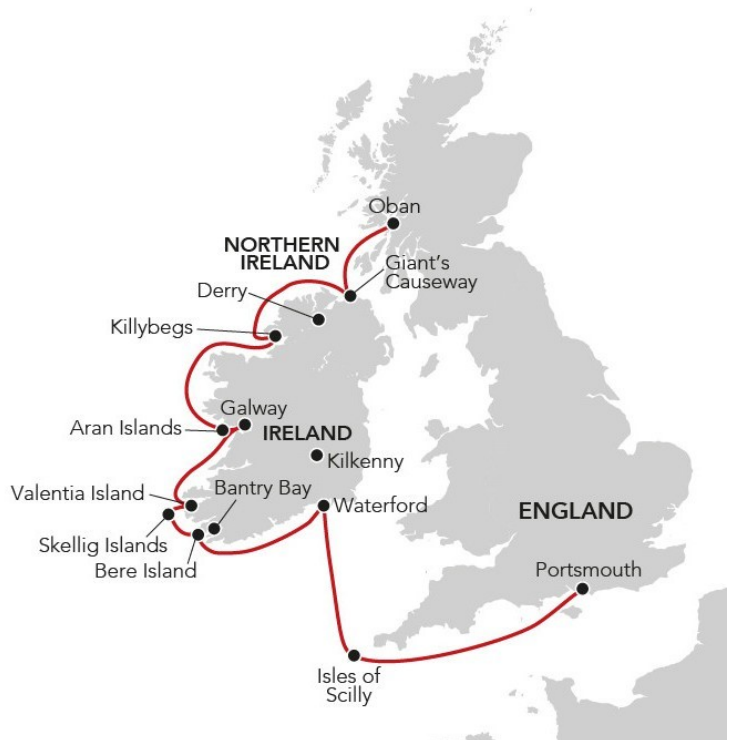 Oban
NORTHERN
IRELAND
Giant's
Causeway
Derry
Killybegs
Galway
Aran Islands
IRELAND
Kilkenny
Valentia Island
Bantry Bay
Waterford
ENGLAND
Skellig Islands
Bere Island
Portsmouth
Isles of
Scilly